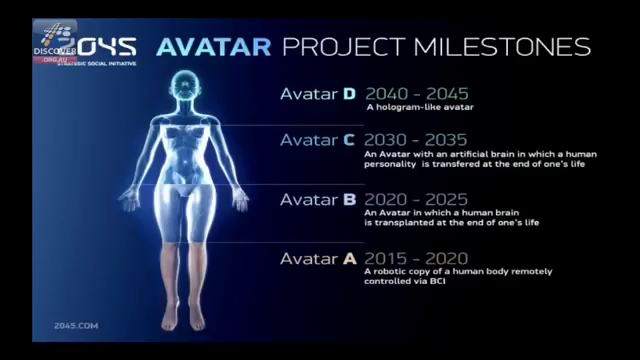 2045 AVATAR PROJECT MILESTONES
DISCOVER
.ORG.RU
STRATEGIC SOCIAL INITIATIVE
Avatar D 2040 - 2045
A hologram-like avatar
Avatar C 2030 - 2035
An Avatar with an artificial brain in which a human
personality is transfered at the end of one's life
Avatar B 2020 - 2025
An Avatar in which a human brain
is transplanted at the end of one's life
Avatar A 2015 - 2020
A robotic copy of a human body remotely
controlled via BCI
2045.COM